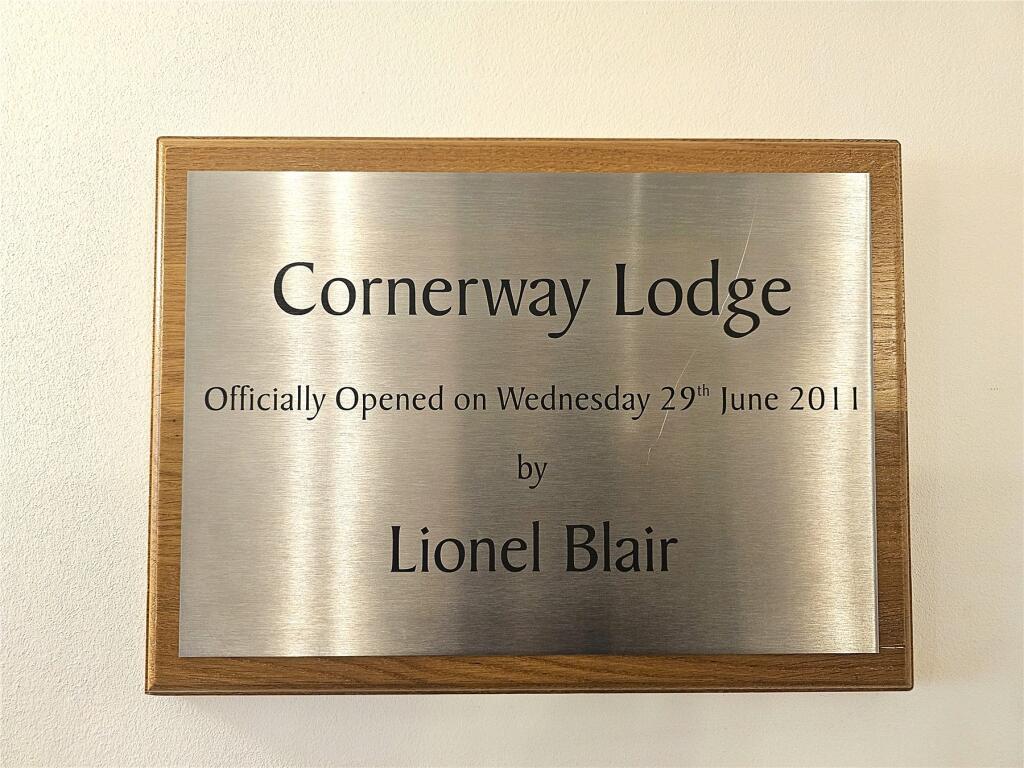 Cornerway Lodge
Officially Opened on Wednesday 29th June 2011
by
Lionel Blair